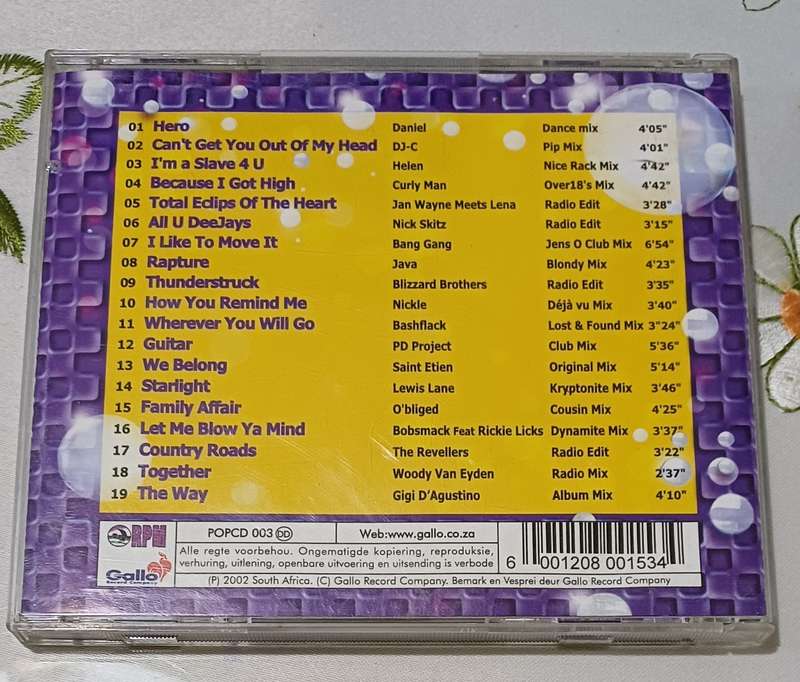 01 Hero Daniel Dance mix 4'05"
02 Can't Get You Out Of My Head DJ-C Pip Mix 4'01"
03 I'm a Slave 4 U Helen Nice Rack Mix 4'42"
04 Because I Got High Curly Man Over18's Mix 4'42"
05 Total Eclips Of The Heart Jan Wayne Meets Lena Radio Edit 3'28"
06 All U DeeJays Nick Skitz Radio Edit 3'15"
07 I Like To Move It Bang Gang Jens O Club Mix 6'54"
08 Rapture Java Blondy Mix 4'23"
09 Thunderstruck Blizzard Brothers Radio Edit 3'35"
10 How You Remind Me Nickle Déjà vu Mix 3'40"
11 Wherever You Will Go Bashflack Lost & Found Mix 3"24"
12 Guitar PD Project Club Mix 5'36"
13 We Belong Saint Etien Original Mix 5'14"
14 Starlight Lewis Lane Kryptonite Mix 3'46"
15 Family Affair O'bliged Cousin Mix 4'25"
16 Let Me Blow Ya Mind Bobsmack Feat Rickie Licks Dynamite Mix 3'37"
17 Country Roads The Revellers Radio Edit 3'22"
18 Together Woody Van Eyden Radio Mix 2'37"
19 The Way Gigi D'Agustino Album Mix 4'10"
RPM POPCD 003 DD Web:www.gallo.co.za
Alle regte voorbehou. Ongematigde kopiering, reproduksie,
verhuring, uitlening, openbare uitvoering en uitsending is verbode
Gallo
Record Company
(P) 2002 South Africa. (C) Gallo Record Company. Bemark en Vesprei deur Gallo Record Company
6 001208 001534